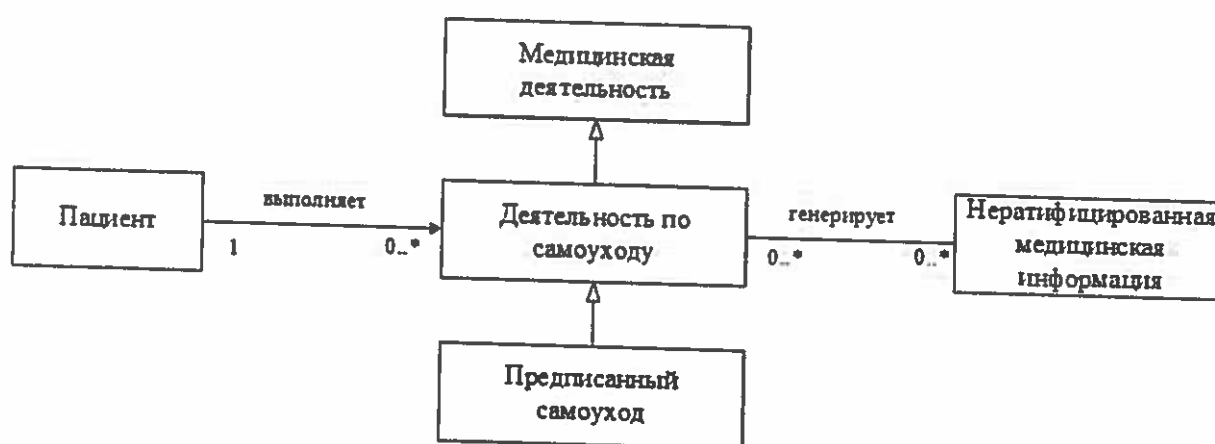 Медицинская
деятельность
Пациент
выполняет
1
0..*
Деятельность по
самоуходу
генерирует
0..*
0..*
Нератифицированная
медицинская
информация
Предписанный
самоуход